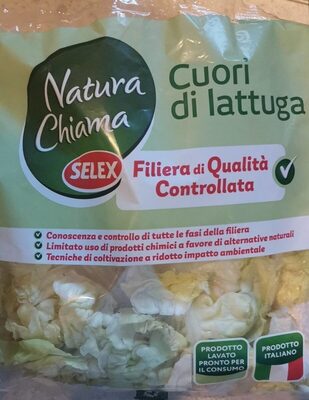 Natura
Chiama
SELEX
Cuori
di lattuga
Filiera di Qualità
Controllata
Conoscenza e controllo di tutte le fasi della filiera
Limitato uso di prodotti chimici a favore di alternative naturali
Tecniche di coltivazione a ridotto impatto ambientale
PRODOTTO
LAVATO
PRONTO PER
IL CONSUMO
PRODOTTO
ITALIANO